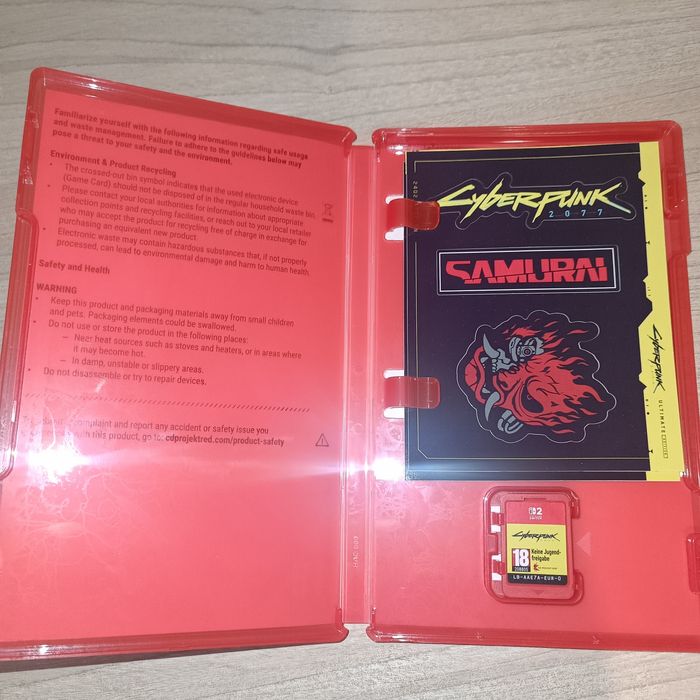 Familiarize yourself with the following information regarding safe usage
and waste management. Failure to adhere to the guidelines below may
pose a threat to your safety and the environment.
Environment & Product Recycling
• The crossed-out bin symbol indicates that the used electronic device
(Game Card) should not be disposed of in the regular household waste bin
• Please contact your local authorities for information about appropriate
collection points and recycling facilities, or reach out to your local retailer
who may accept the product for recycling free of charge in exchange for
purchasing an equivalent new product.
• Electronic waste may contain hazardous substances that, if not properly
processed, can lead to environmental damage and harm to human health.
Safety and Health
WARNING
• Keep this product and packaging materials away from small children
and pets. Packaging elements could be swallowed.
• Do not use or store the product in the following places:
– Near heat sources such as stoves and heaters, or in areas where
it may become hot.
– In damp, unstable or slippery areas.
• Do not disassemble or try to repair devices.
complaint and report any accident or safety issue you
with this product, go to: cdprojektred.com/product-safety
CYBERPUNK
2077
SAMURAI
CYBERPUNK
ULTIMATE EDITION
2
CYBERPUNK
18
Keine Jugend-
freigabe
LB-AAE7A-EUR-0